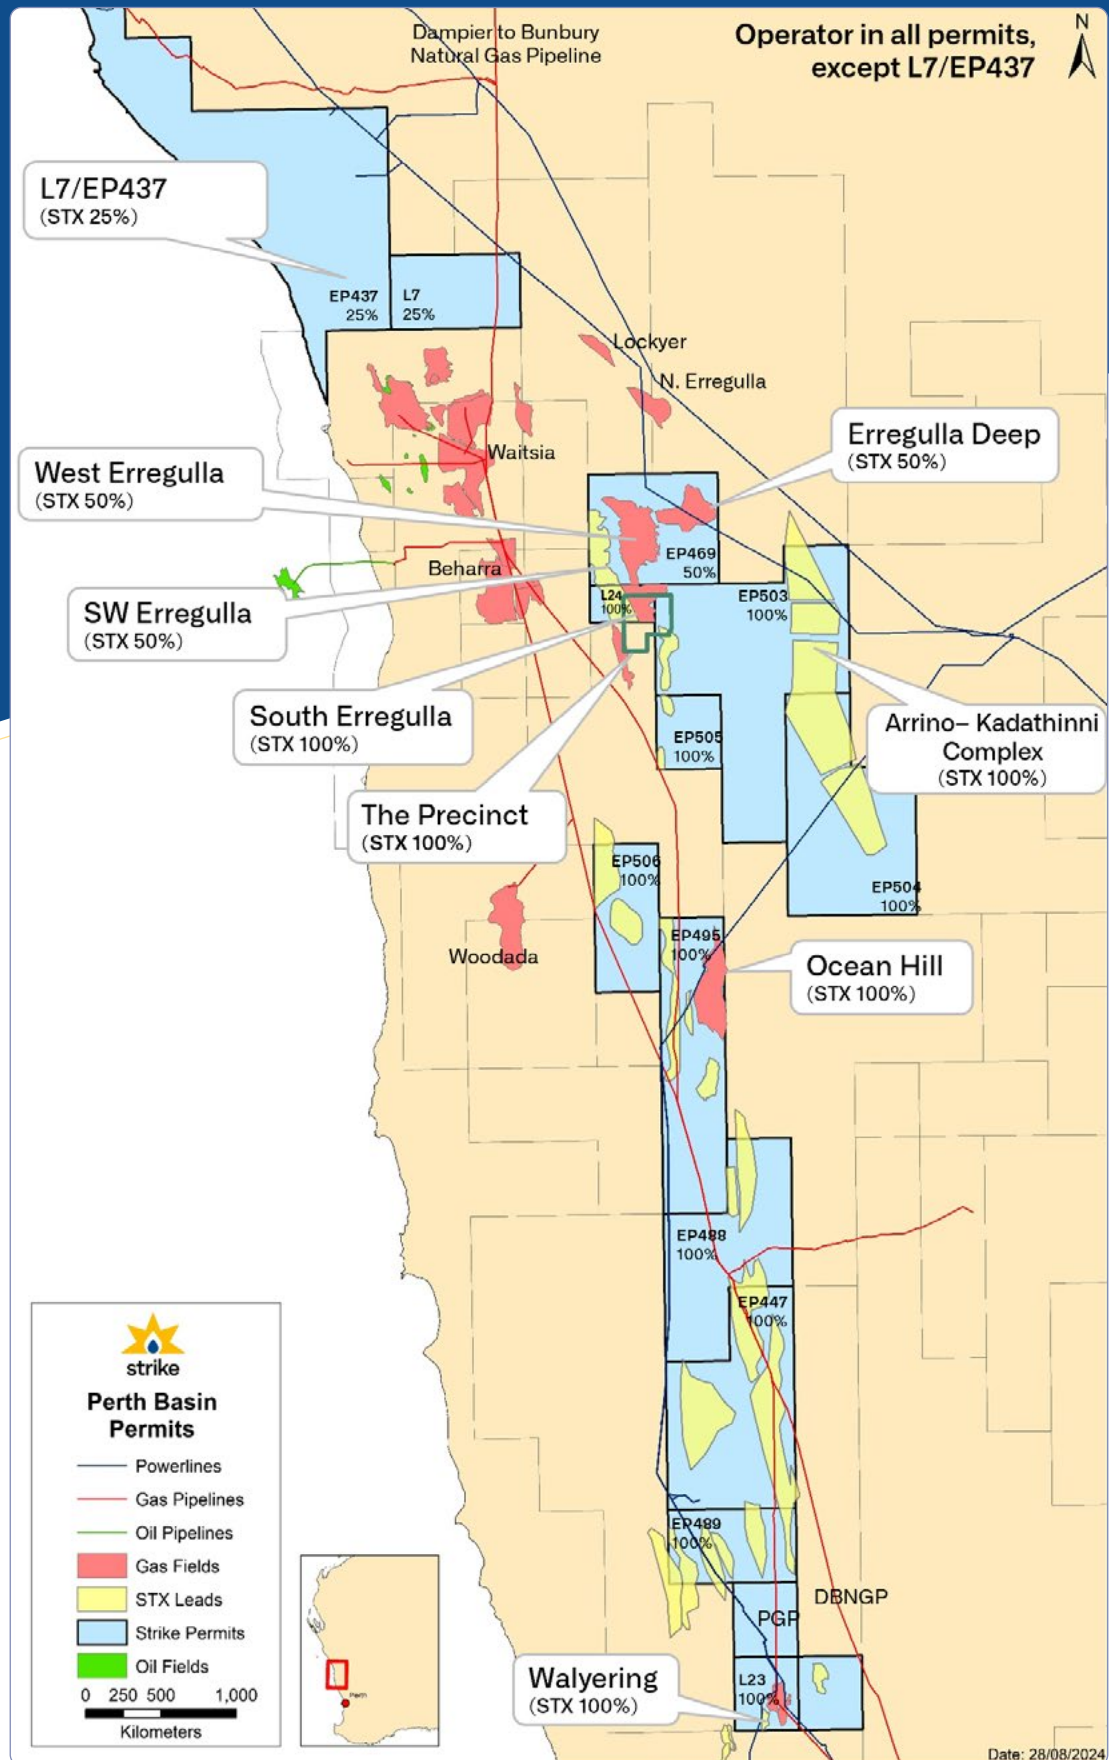 Dampier to Bunbury
Natural Gas Pipeline
Operator in all permits,
except L7/EP437
N
L7/EP437
(STX 25%)
EP437
25%
L7
25%
Lockyer
N. Erregulla
Erregulla Deep
(STX 50%)
Waitsia
West Erregulla
(STX 50%)
EP469
50%
Beharra
SW Erregulla
(STX 50%)
L24
100%
EP503
100%
South Erregulla
(STX 100%)
Arrino– Kadathinni
Complex
(STX 100%)
EP505
100%
The Precinct
(STX 100%)
EP506
100%
EP504
100%
EP495
100%
Woodada
Ocean Hill
(STX 100%)
EP488
100%
EP447
100%
strike
Perth Basin
Permits
Powerlines
Gas Pipelines
Oil Pipelines
Gas Fields
STX Leads
Strike Permits
Oil Fields
0 250 500 1,000
Kilometers
Perth
EP489
100%
DBNGP
PGP
Walyering
(STX 100%)
L23
100%
Date: 28/08/2024